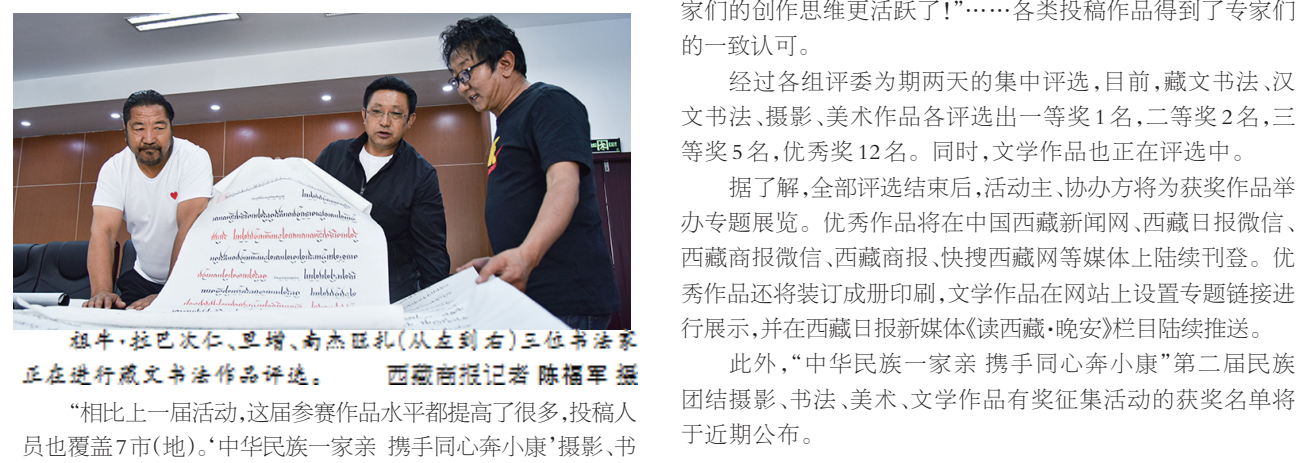 祖牛·拉巴次仁、旦增、南杰旺扎(从左到右)三位书法家
正在进行藏文书法作品评选。 西藏商报记者 陈福军 摄
“相比上一届活动,这届参赛作品水平都提高了很多,投稿人
员也覆盖7市(地)。‘中华民族一家亲 携手同心奔小康’摄影、书
家们的创作思维更活跃了!”……各类投稿作品得到了专家们
的一致认可。
经过各组评委为期两天的集中评选,目前,藏文书法、汉
文书法、摄影、美术作品各评选出一等奖1名,二等奖2名,三
等奖5名,优秀奖12名。同时,文学作品也正在评选中。
据了解,全部评选结束后,活动主、协办方将为获奖作品举
办专题展览。优秀作品将在中国西藏新闻网、西藏日报微信、
西藏商报微信、西藏商报、快搜西藏网等媒体上陆续刊登。优
秀作品还将装订成册印刷,文学作品在网站上设置专题链接进
行展示,并在西藏日报新媒体《读西藏·晚安》栏目陆续推送。
此外,“中华民族一家亲 携手同心奔小康”第二届民族
团结摄影、书法、美术、文学作品有奖征集活动的获奖名单将
于近期公布。